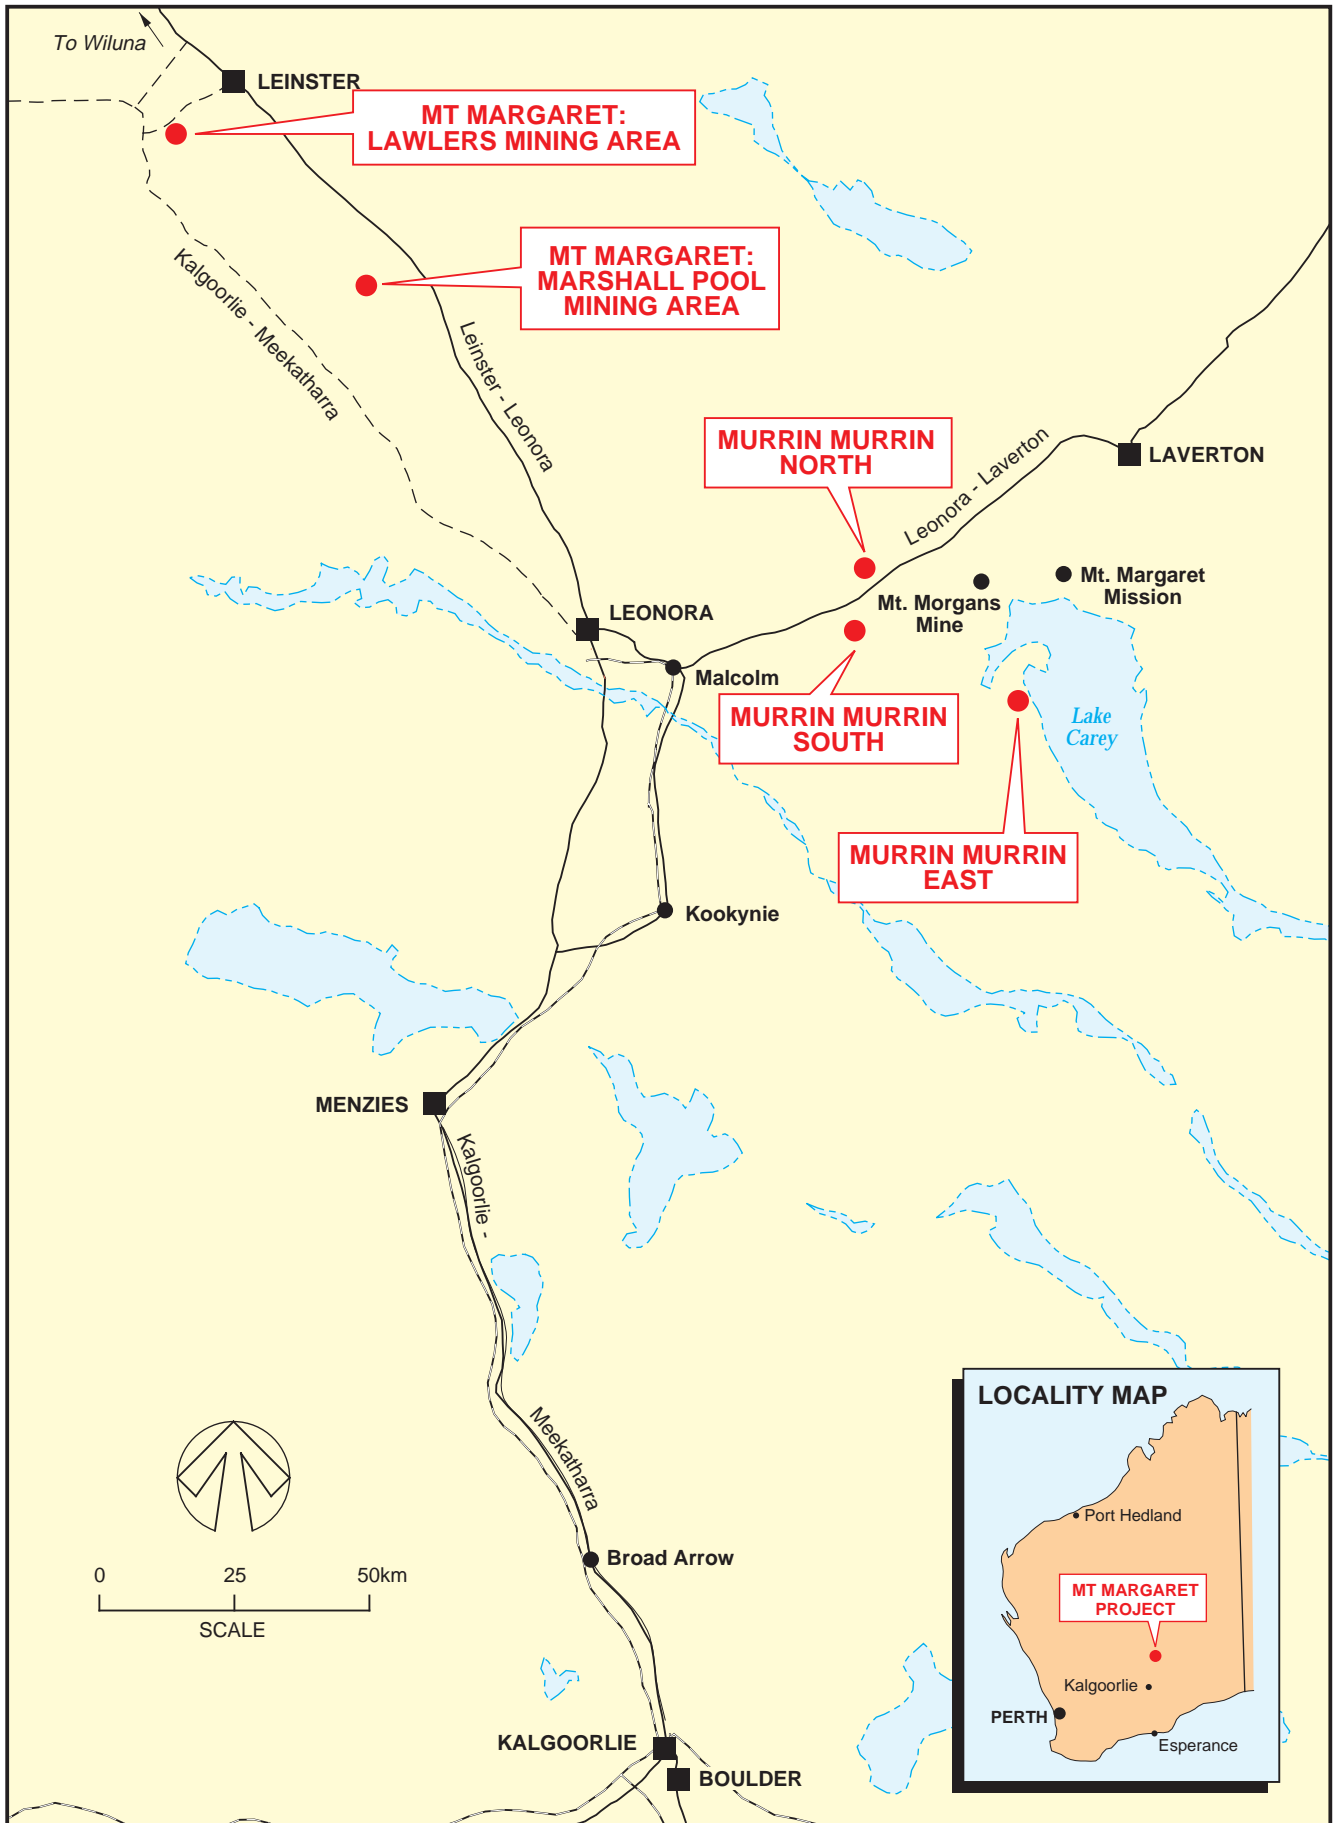 To Wiluna
LEINSTER
MT MARGARET:
LAWLERS MINING AREA
MT MARGARET:
MARSHALL POOL
MINING AREA
Kalgoorlie - Meekatharra
Leinster - Leonora
MURRIN MURRIN
NORTH
Leonora - Laverton
LAVERTON
Mt. Margaret
Mission
Mt. Morgans
Mine
LEONORA
Malcolm
MURRIN MURRIN
SOUTH
Lake
Carey
MURRIN MURRIN
EAST
Kookynie
MENZIES
Kalgoorlie -
Meekatharra
Broad Arrow
0 25 50km
SCALE
KALGOORLIE
BOULDER
LOCALITY MAP
Port Hedland
MT MARGARET
PROJECT
Kalgoorlie
PERTH
Esperance